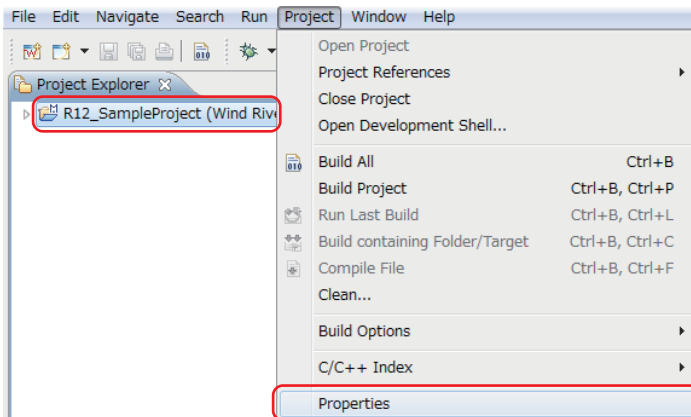 File Edit Navigate Search Run Project Window Help
Open Project
Project Explorer
Project References
R12_SampleProject (Wind
Close Project
Open Development Shell...
Build All Ctrl+B
Build Project Ctrl+B, Ctrl+P
Run Last Build Ctrl+B, Ctrl+L
Build containing Folder/Target Ctrl+B, Ctrl+C
Compile File Ctrl+B, Ctrl+F
Clean...
Build Options
C/C++ Index
Properties